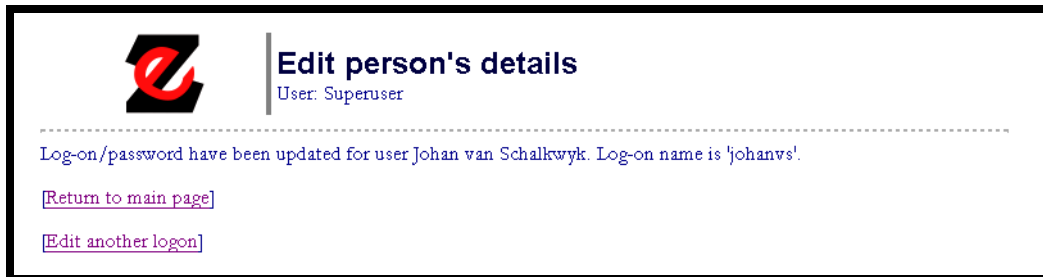 Edit person's details
User: Superuser
Log-on/password have been updated for user Johan van Schalkwyk. Log-on name is 'johanvs'.
[Return to main page]
[Edit another logon]